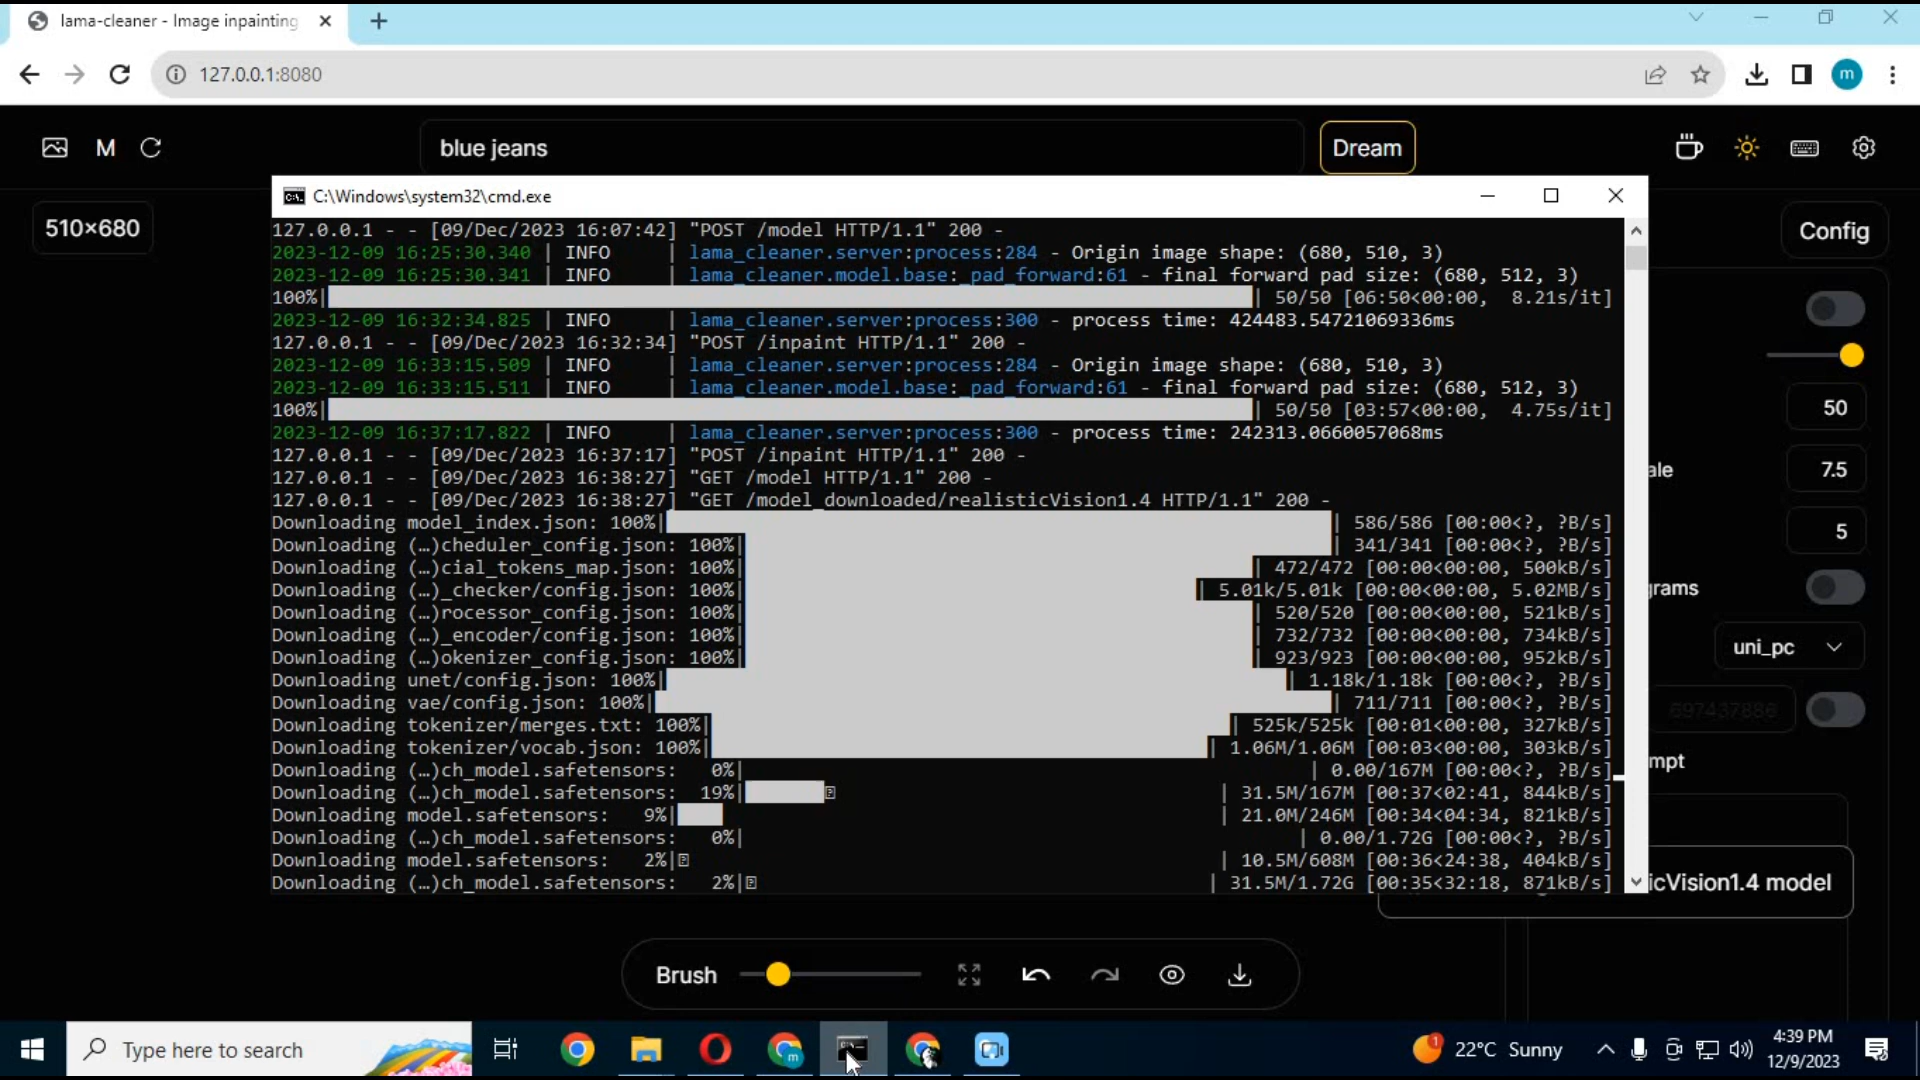 lama-cleaner - Image inpainting
127.0.0.1:8080
M
blue jeans
Dream
510×680
Config
C:\Windows\system32\cmd.exe
127.0.0.1 - - [09/Dec/2023 16:07:42] "POST /model HTTP/1.1" 200 -
2023-12-09 16:25:30.340 | INFO | lama_cleaner.server:process:284 - Origin image shape: (680, 510, 3)
2023-12-09 16:25:30.341 | INFO | lama_cleaner.model.base:_pad_forward:61 - final forward pad size: (680, 512, 3)
100%| | 50/50 [06:50<00:00, 8.21s/it]
2023-12-09 16:32:34.825 | INFO | lama_cleaner.server:process:300 - process time: 424483.54721069336ms
127.0.0.1 - - [09/Dec/2023 16:32:34] "POST /inpaint HTTP/1.1" 200 -
2023-12-09 16:33:15.509 | INFO | lama_cleaner.server:process:284 - Origin image shape: (680, 510, 3)
2023-12-09 16:33:15.511 | INFO | lama_cleaner.model.base:_pad_forward:61 - final forward pad size: (680, 512, 3)
100%| | 50/50 [03:57<00:00, 4.75s/it]
2023-12-09 16:37:17.822 | INFO | lama_cleaner.server:process:300 - process time: 242313.0660057068ms
127.0.0.1 - - [09/Dec/2023 16:37:17] "POST /inpaint HTTP/1.1" 200 -
127.0.0.1 - - [09/Dec/2023 16:38:27] "GET /model HTTP/1.1" 200 -
127.0.0.1 - - [09/Dec/2023 16:38:27] "GET /model_downloaded/realisticVision1.4 HTTP/1.1" 200 -
Downloading model_index.json: 100%| | 586/586 [00:00<?, ?B/s]
Downloading (…)cheduler_config.json: 100%| | 341/341 [00:00<?, ?B/s]
Downloading (…)cial_tokens_map.json: 100%| | 472/472 [00:00<00:00, 500kB/s]
Downloading (…)_checker/config.json: 100%| | 5.01k/5.01k [00:00<00:00, 5.02MB/s]
Downloading (…)rocessor_config.json: 100%| | 520/520 [00:00<00:00, 521kB/s]
Downloading (…)_encoder/config.json: 100%| | 732/732 [00:00<00:00, 734kB/s]
Downloading (…)okenizer_config.json: 100%| | 923/923 [00:00<00:00, 952kB/s]
Downloading unet/config.json: 100%| | 1.18k/1.18k [00:00<?, ?B/s]
Downloading vae/config.json: 100%| | 711/711 [00:00<?, ?B/s]
Downloading tokenizer/merges.txt: 100%| | 525k/525k [00:01<00:00, 327kB/s]
Downloading tokenizer/vocab.json: 100%| | 1.06M/1.06M [00:03<00:00, 303kB/s]
Downloading (…)ch_model.safetensors: 0%| | 0.00/167M [00:00<?, ?B/s]
Downloading (…)ch_model.safetensors: 19%| | 31.5M/167M [00:37<02:41, 844kB/s]
Downloading model.safetensors: 9%| | 21.0M/246M [00:34<04:34, 821kB/s]
Downloading (…)ch_model.safetensors: 0%| | 0.00/1.72G [00:00<?, ?B/s]
Downloading model.safetensors: 2%| | 10.5M/608M [00:36<24:38, 404kB/s]
Downloading (…)ch_model.safetensors: 2%| | 31.5M/1.72G [00:35<32:18, 871kB/s]
50
ale
7.5
5
grams
uni_pc
697437886
mpt
icVision1.4 model
Brush
Type here to search
22°C Sunny
4:39 PM
12/9/2023